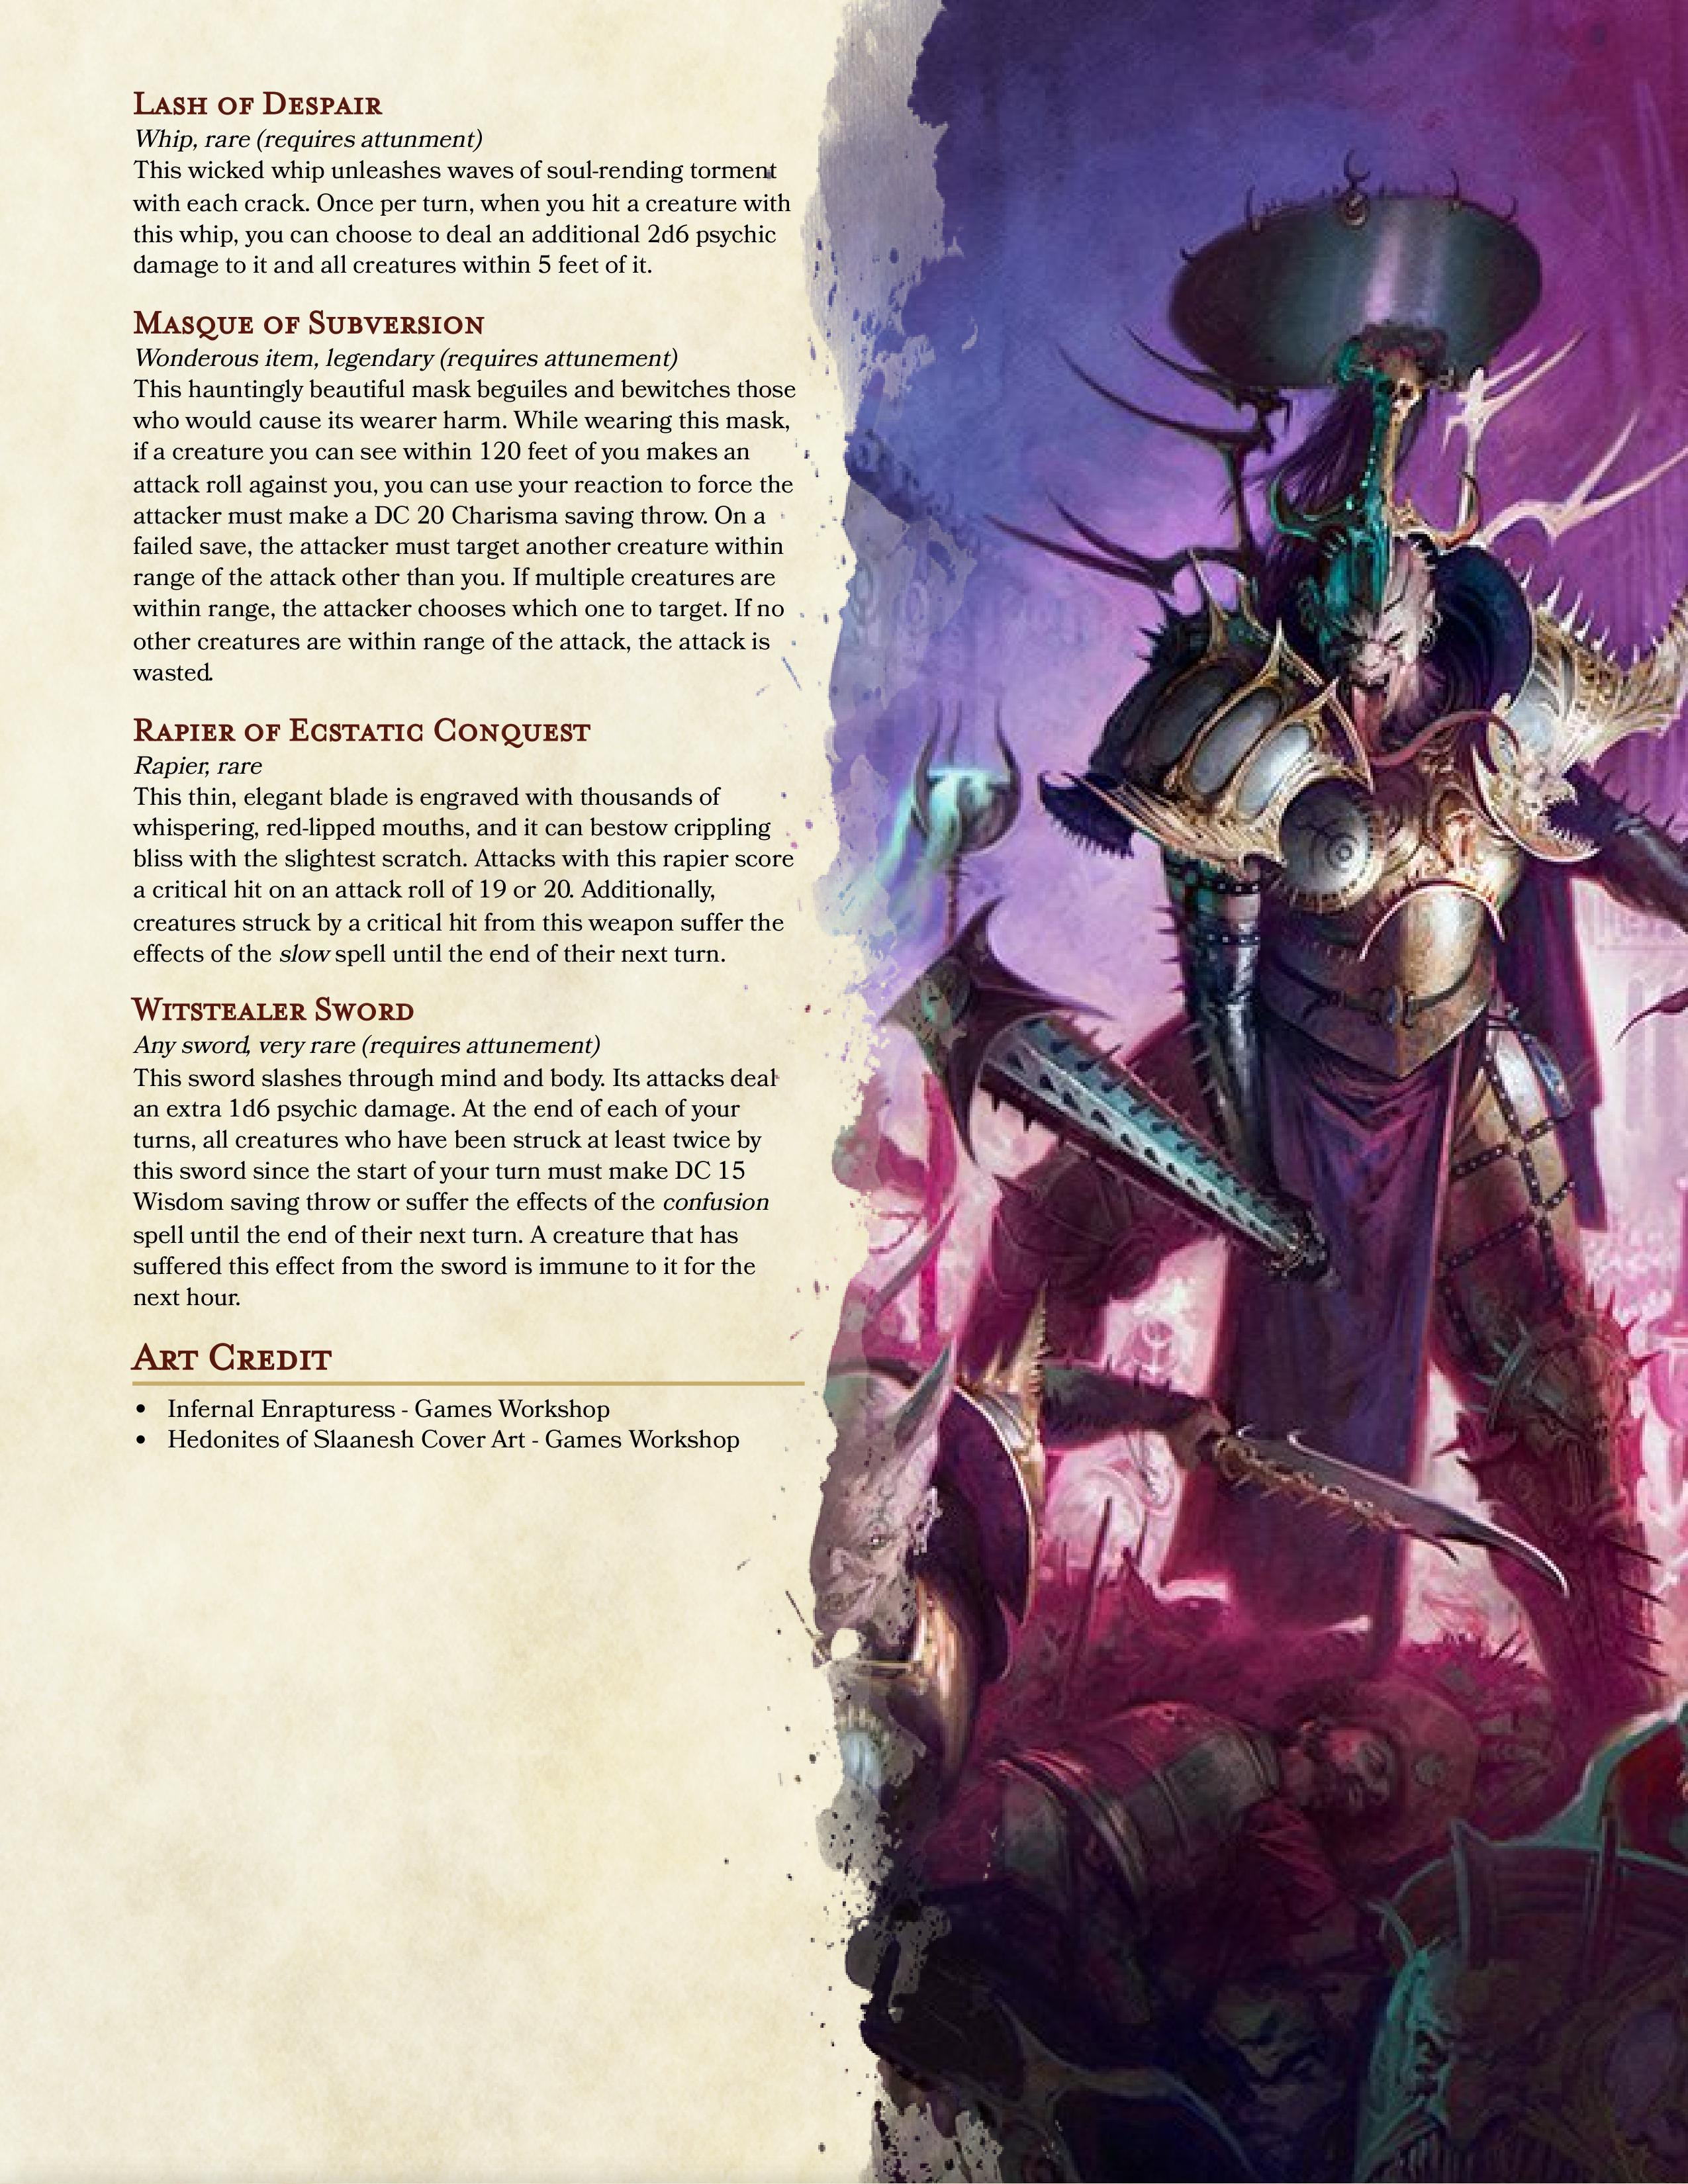 Lash of Despair
Whip, rare (requires attunment)
This wicked whip unleashes waves of soul-rending torment
with each crack. Once per turn, when you hit a creature with
this whip, you can choose to deal an additional 2d6 psychic
damage to it and all creatures within 5 feet of it.
Masque of Subversion
Wonderous item, legendary (requires attunement)
This hauntingly beautiful mask beguiles and bewitches those
who would cause its wearer harm. While wearing this mask,
if a creature you can see within 120 feet of you makes an
attack roll against you, you can use your reaction to force the
attacker must make a DC 20 Charisma saving throw. On a
failed save, the attacker must target another creature within
range of the attack other than you. If multiple creatures are
within range, the attacker chooses which one to target. If no
other creatures are within range of the attack, the attack is
wasted.
Rapier of Ecstatic Conquest
Rapier, rare
This thin, elegant blade is engraved with thousands of
whispering, red-lipped mouths, and it can bestow crippling
bliss with the slightest scratch. Attacks with this rapier score
a critical hit on an attack roll of 19 or 20. Additionally,
creatures struck by a critical hit from this weapon suffer the
effects of the slow spell until the end of their next turn.
Witstealer Sword
Any sword, very rare (requires attunement)
This sword slashes through mind and body. Its attacks deal
an extra 1d6 psychic damage. At the end of each of your
turns, all creatures who have been struck at least twice by
this sword since the start of your turn must make DC 15
Wisdom saving throw or suffer the effects of the confusion
spell until the end of their next turn. A creature that has
suffered this effect from the sword is immune to it for the
next hour.
Art Credit
• Infernal Enrapturess - Games Workshop
• Hedonites of Slaanesh Cover Art - Games Workshop